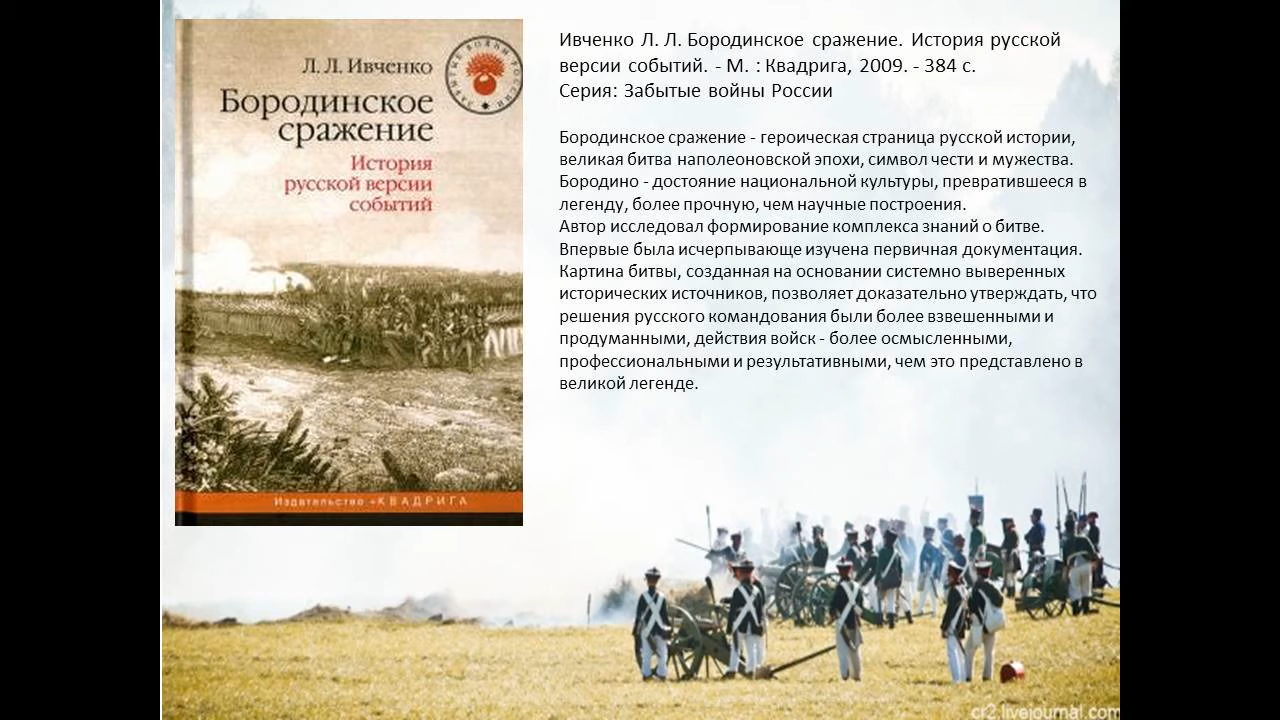 Л. Л. Ивченко
Бородинское
сражение
История
русской версии
событий
ЗАБЫТЫЕ ВОЙНЫ РОССИИ
Издательство «КВАДРИГА
Ивченко Л. Л. Бородинское сражение. История русской
версии событий. - М. : Квадрига, 2009. - 384 с.
Серия: Забытые войны России
Бородинское сражение - героическая страница русской истории,
великая битва наполеоновской эпохи, символ чести и мужества.
Бородино - достояние национальной культуры, превратившееся в
легенду, более прочную, чем научные построения.
Автор исследовал формирование комплекса знаний о битве.
Впервые была исчерпывающе изучена первичная документация.
Картина битвы, созданная на основании системно выверенных
исторических источников, позволяет доказательно утверждать, что
решения русского командования были более взвешенными и
продуманными, действия войск - более осмысленными,
профессиональными и результативными, чем это представлено в
великой легенде.
cr2.livejournal.com